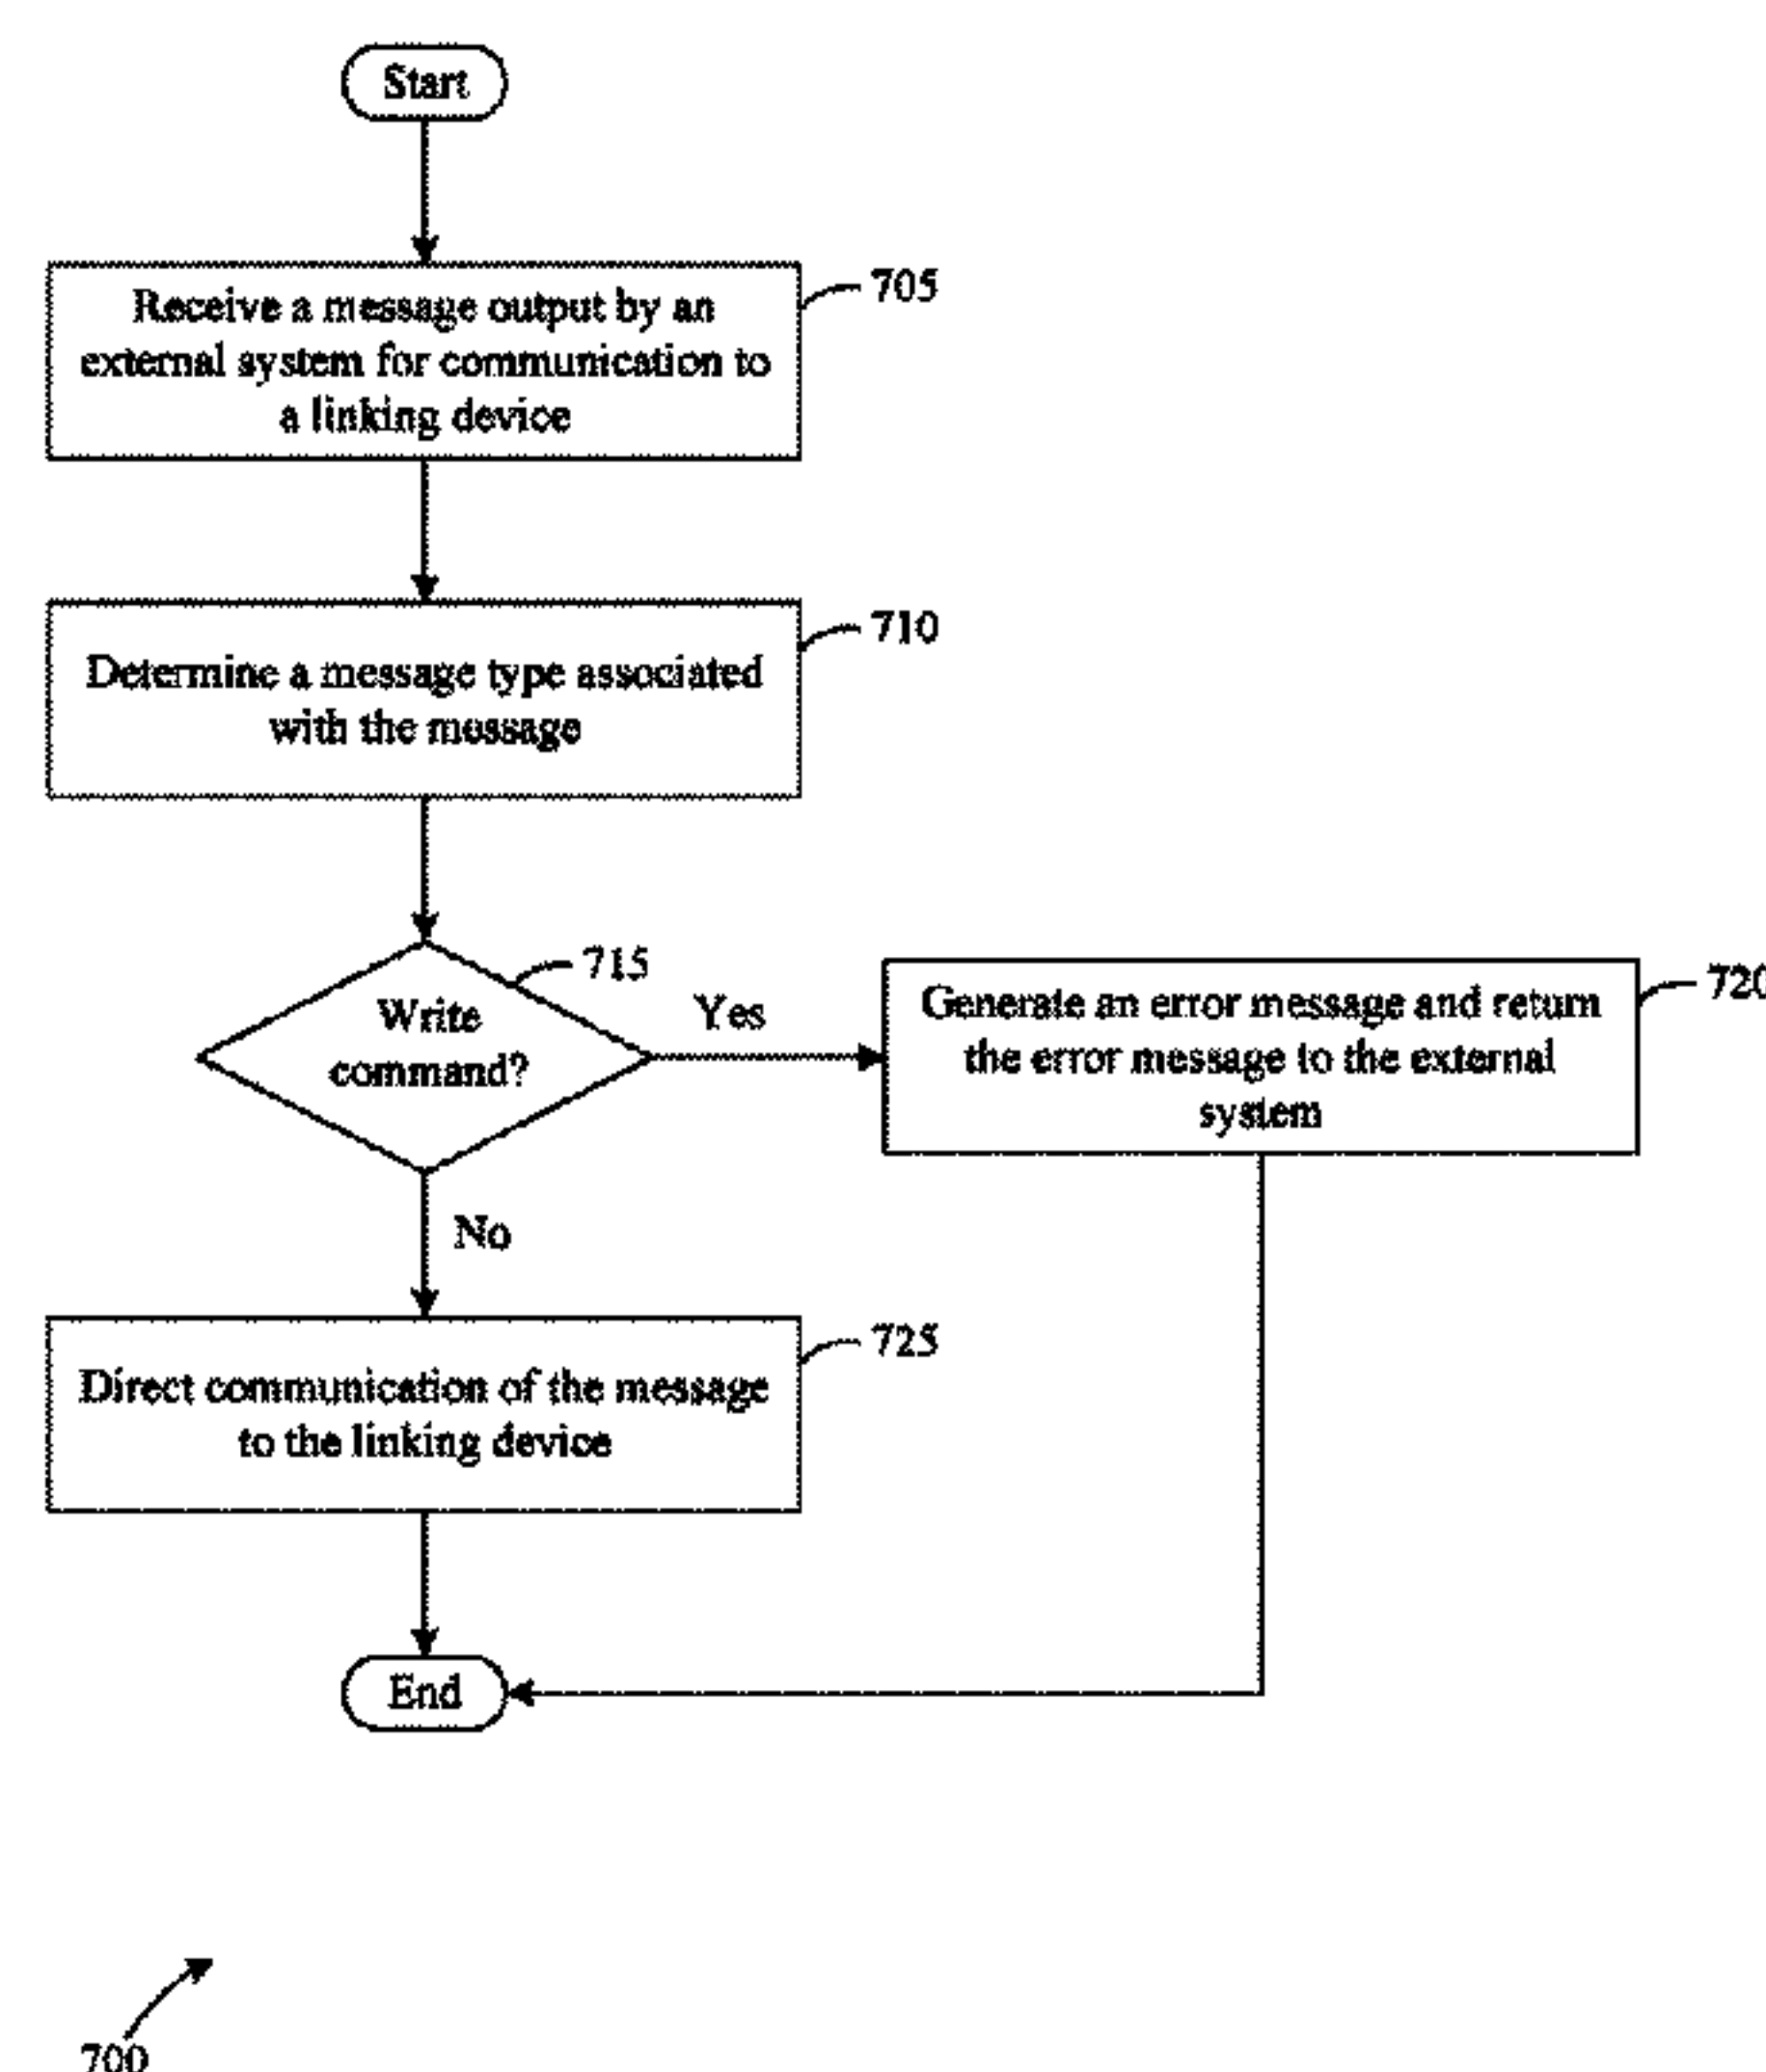 Start
Receive a message output by an
external system for communication to
a linking device
705
Determine a message type associated
with the message
710
Write
command?
715
Yes
Generate an error message and return
the error message to the external
system
720
No
Direct communication of the message
to the linking device
725
End
700